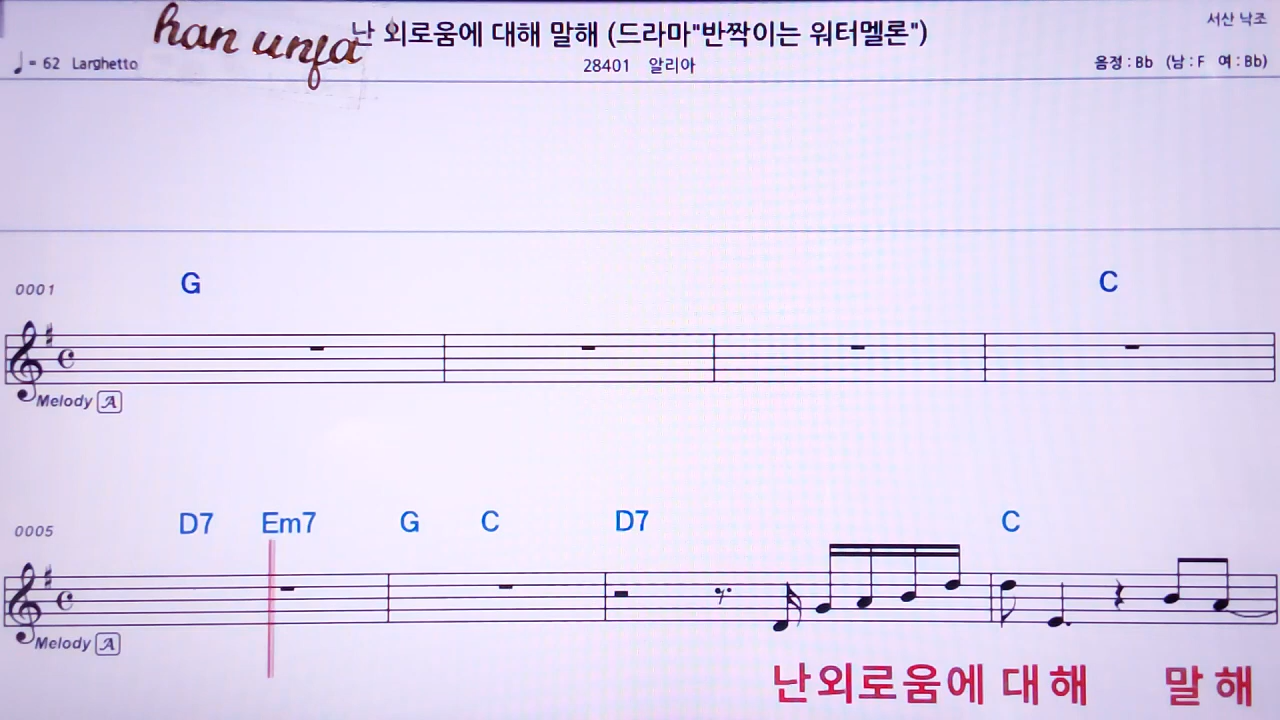 han unfa
난 외로움에 대해 말해 (드라마"반짝이는 워터멜론")
서산 낙조
♩= 62 Larghetto
28401 알리아
음정 : Bb (남 : F 여 : Bb)
G C
0001
Melody A
D7 Em7 G C D7 C
0005
Melody A
난외로움에 대해 말해